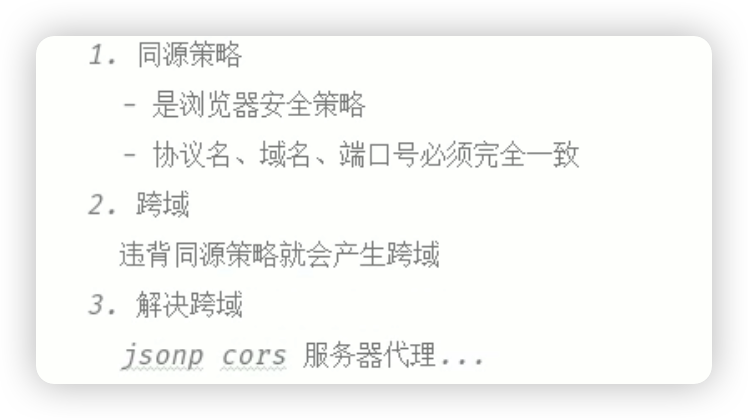 1. 同源策略
- 是浏览器安全策略
- 协议名、域名、端口号必须完全一致
2. 跨域
违背同源策略就会产生跨域
3. 解决跨域
jsonp cors 服务器代理...